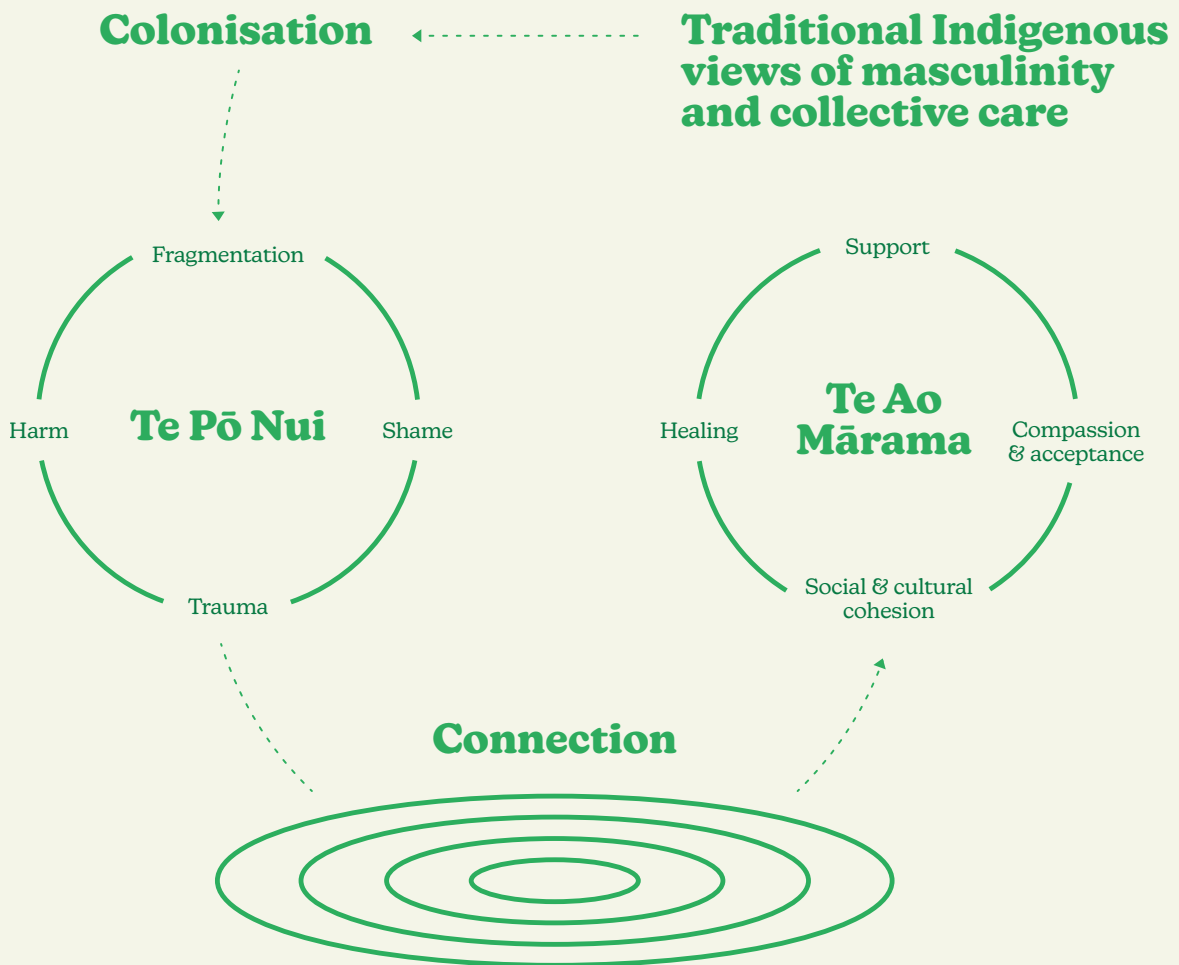 Colonisation
Traditional Indigenous
views of masculinity
and collective care
Fragmentation
Harm
Te Pō Nui
Shame
Trauma
Support
Healing
Te Ao
Mārama
Compassion
& acceptance
Social & cultural
cohesion
Connection